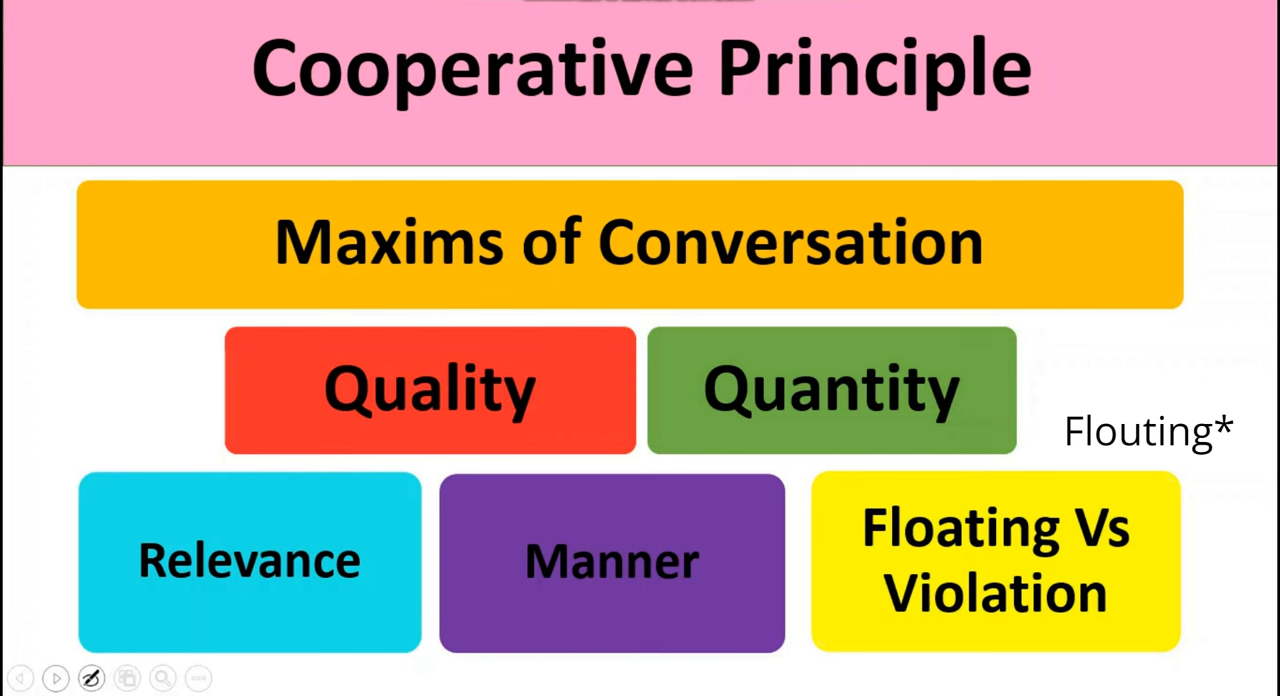 Cooperative Principle
Maxims of Conversation
Quality
Quantity
Flouting*
Relevance
Manner
Floating Vs
Violation